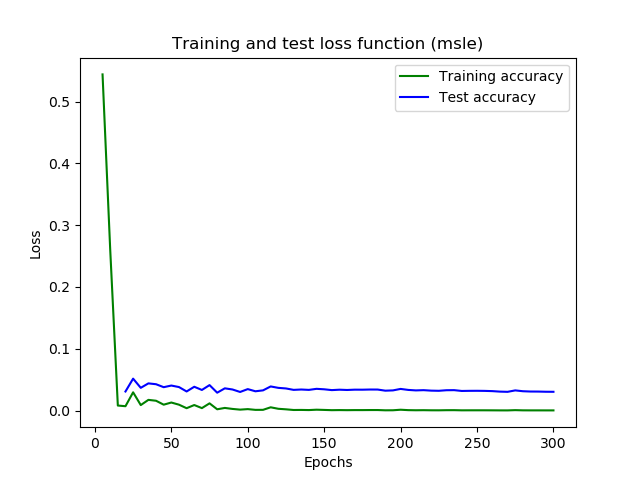 Training and test loss function (msle)
Training accuracy
Test accuracy
0.5
0.4
0.3
0.2
0.1
0.0
Loss
0 50 100 150 200 250 300
Epochs